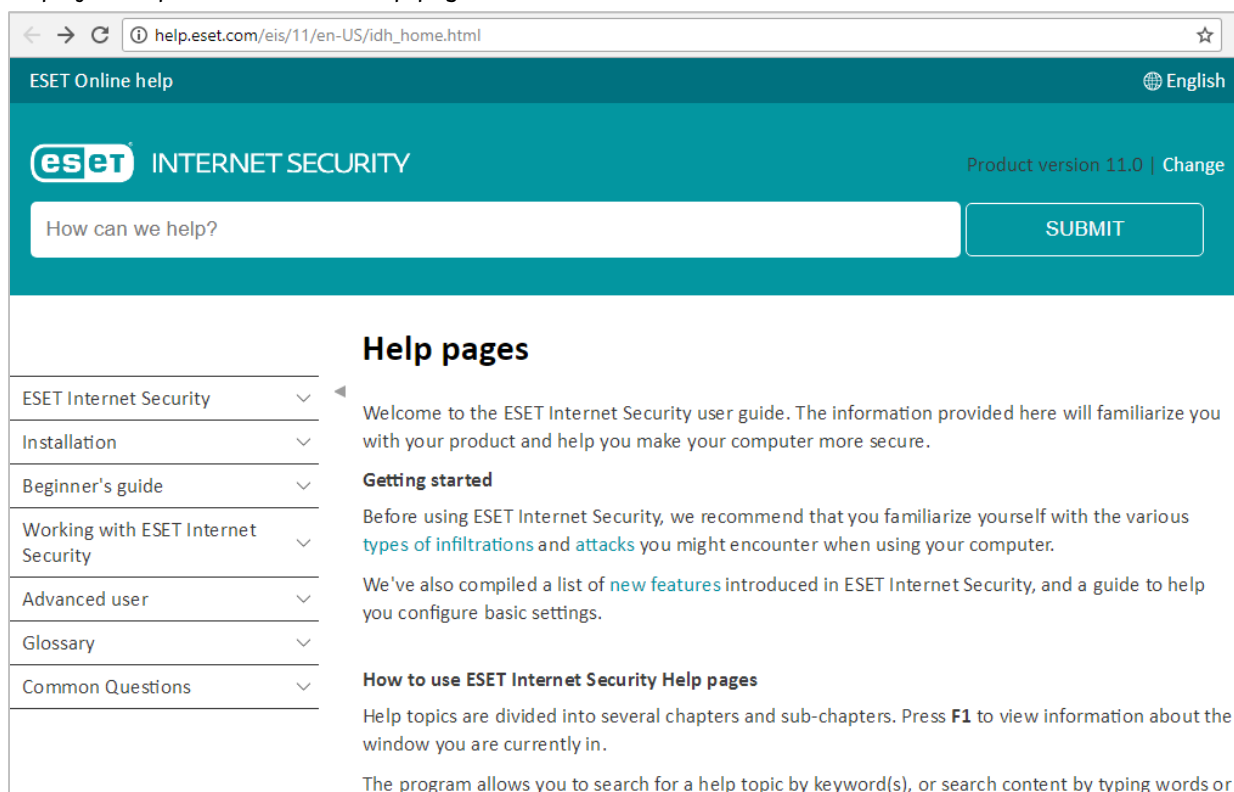 help.eset.com/eis/11/en-US/idh_home.html
ESET Online help
English
eset INTERNET SECURITY
Product version 11.0 | Change
How can we help?
SUBMIT
Help pages
ESET Internet Security
Installation
Beginner's guide
Working with ESET Internet
Security
Advanced user
Glossary
Common Questions
Welcome to the ESET Internet Security user guide. The information provided here will familiarize you
with your product and help you make your computer more secure.
Getting started
Before using ESET Internet Security, we recommend that you familiarize yourself with the various
types of infiltrations and attacks you might encounter when using your computer.
We've also compiled a list of new features introduced in ESET Internet Security, and a guide to help
you configure basic settings.
How to use ESET Internet Security Help pages
Help topics are divided into several chapters and sub-chapters. Press F1 to view information about the
window you are currently in.
The program allows you to search for a help topic by keyword(s), or search content by typing words or